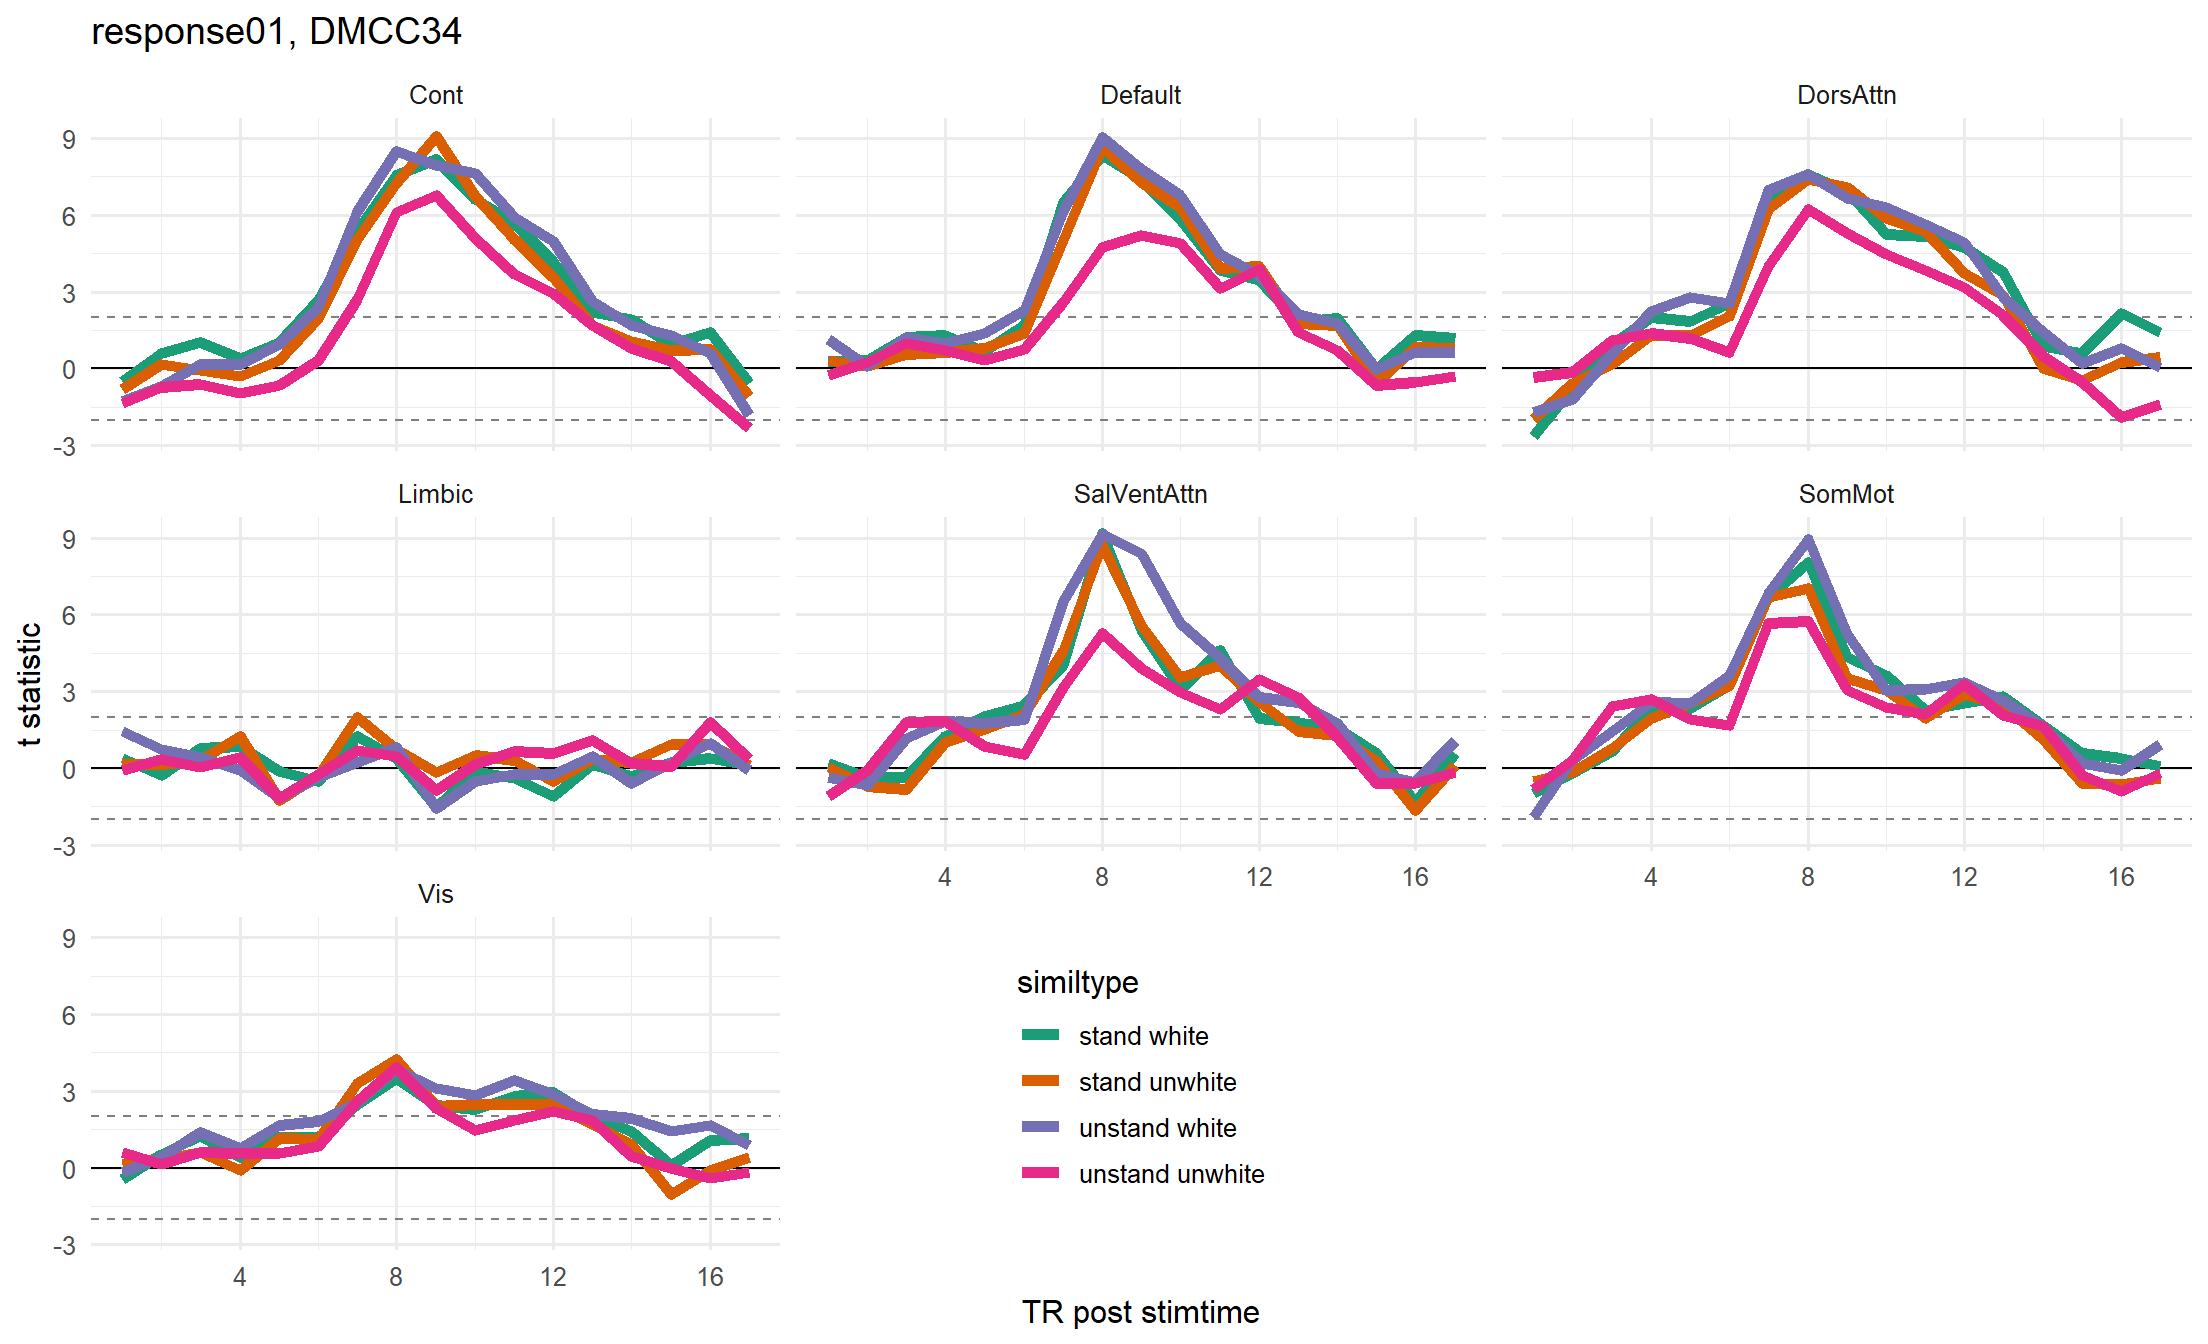 response01, DMCC34
Cont
Default
DorsAttn
9
6
3
0
-3
Limbic
SalVentAttn
SomMot
9
6
3
0
-3
4
8
12
16
4
8
12
16
Vis
9
6
3
0
-3
4
8
12
16
t statistic
similtype
stand white
stand unwhite
unstand white
unstand unwhite
TR post stimtime